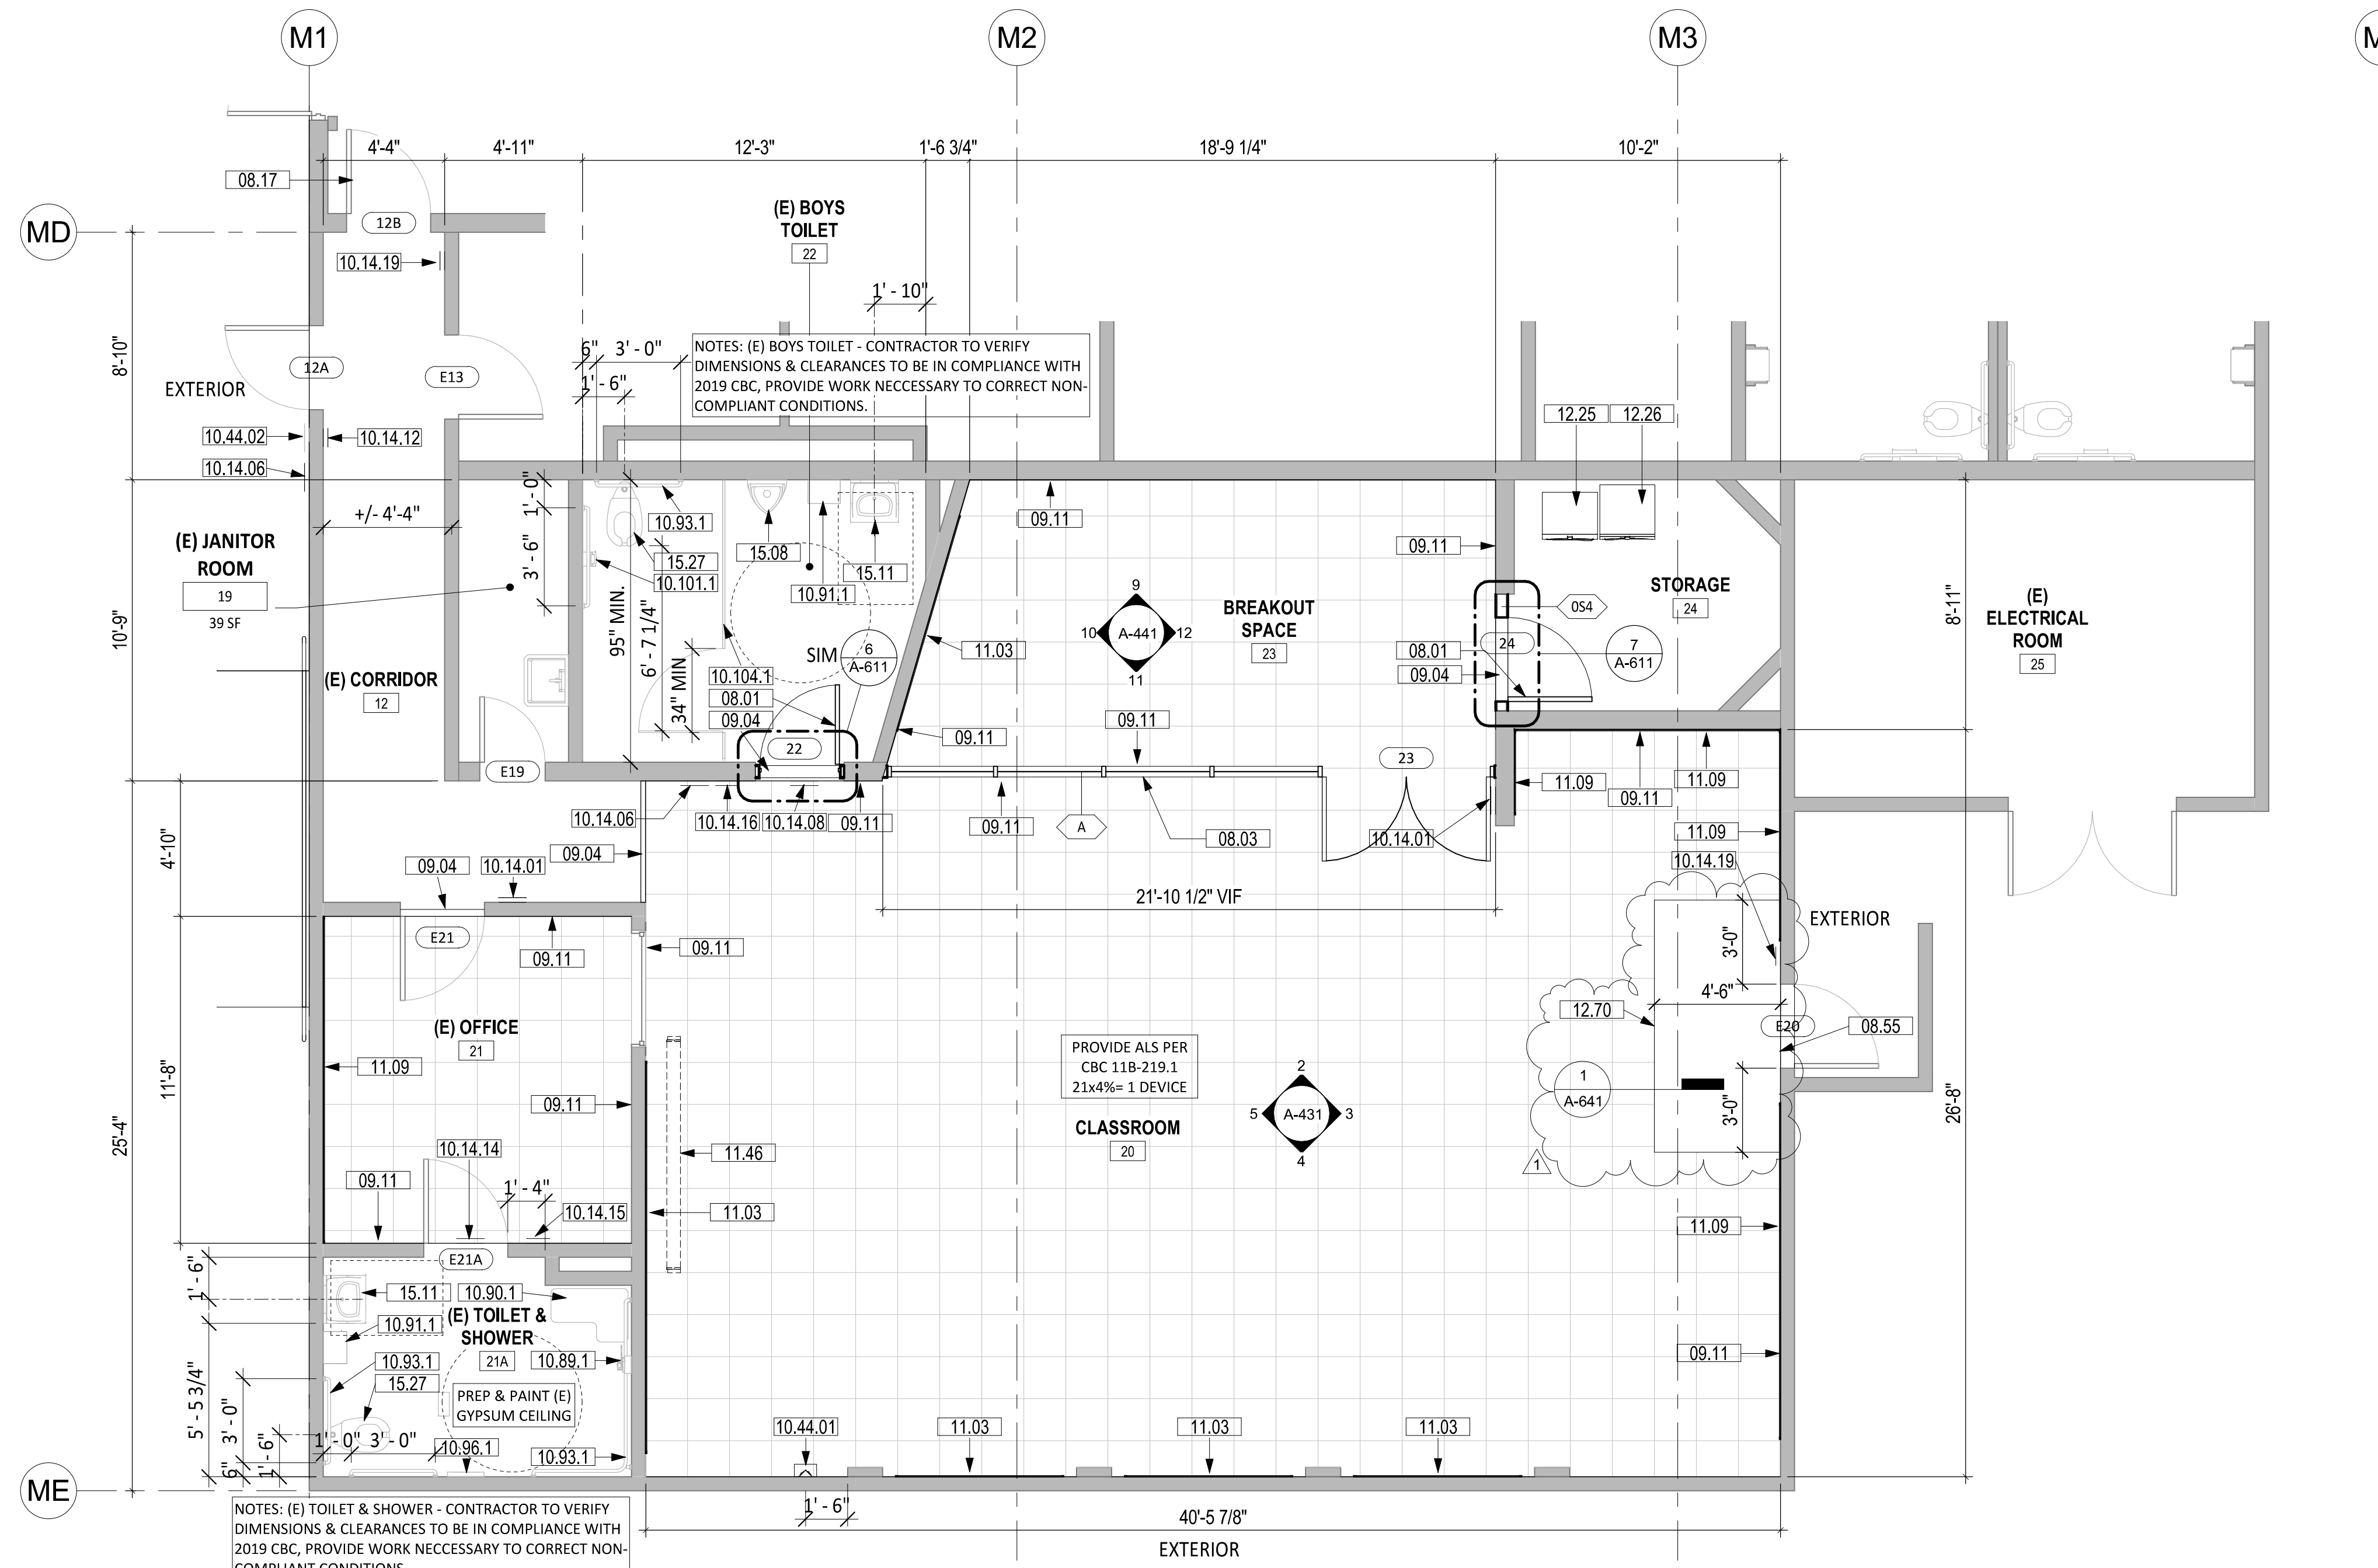 M1
M2
M3
4'-4"
4'-11"
12'-3"
1'-6 3/4"
18'-9 1/4"
10'-2"
08.17
MD
12B
(E) BOYS
TOILET
22
10.14.19
1' - 10"
6"
3' - 0"
1' - 6"
NOTES: (E) BOYS TOILET - CONTRACTOR TO VERIFY
DIMENSIONS & CLEARANCES TO BE IN COMPLIANCE WITH
2019 CBC, PROVIDE WORK NECCESSARY TO CORRECT NON-
COMPLIANT CONDITIONS.
8'-10"
12A
E13
EXTERIOR
10.44.02
10.14.12
10.14.06
12.25
12.26
+/- 4'-4"
1'- 0"
3' - 6"
10.93.1
15.08
15.27
15.11
10.101.1
10.91.1
95" MIN.
6' - 7 1/4"
34" MIN
09.11
09.11
(E) JANITOR
ROOM
19
39 SF
10'-9"
9
10
A-441
12
11
BREAKOUT
SPACE
23
0S4
STORAGE
24
24
08.01
7
A-611
09.04
8'-11"
(E)
ELECTRICAL
ROOM
25
11.03
SIM
6
A-611
(E) CORRIDOR
12
10.104.1
08.01
09.04
22
09.11
09.11
23
E19
11.09
11.09
09.11
10.14.06
10.14.16
10.14.08
09.11
09.11
A
08.03
10.14.01
11.09
10.14.19
4'-10"
09.04
10.14.01
09.04
21'-10 1/2" VIF
EXTERIOR
E21
09.11
09.11
3'-0"
4'-6"
12.70
E20
08.55
(E) OFFICE
21
11.09
11'-8"
09.11
PROVIDE ALS PER
CBC 11B-219.1
21x4%= 1 DEVICE
CLASSROOM
20
2
5
A-431
3
4
1
A-641
3'-0"
1
26'-8"
25'-4"
10.14.14
11.46
09.11
1' - 4"
10.14.15
11.03
11.09
E21A
1' - 6"
15.11
10.90.1
10.91.1
(E) TOILET &
SHOWER
21A
10.93.1
10.89.1
15.27
5' - 5 3/4"
PREP & PAINT (E)
GYPSUM CEILING
09.11
3' - 0"
6"
1' - 6"
1' - 0"
3' - 0"
10.96.1
10.93.1
10.44.01
11.03
11.03
11.03
ME
NOTES: (E) TOILET & SHOWER - CONTRACTOR TO VERIFY
DIMENSIONS & CLEARANCES TO BE IN COMPLIANCE WITH
2019 CBC, PROVIDE WORK NECCESSARY TO CORRECT NON-
COMPLIANT CONDITIONS
1' - 6"
40'-5 7/8"
EXTERIOR